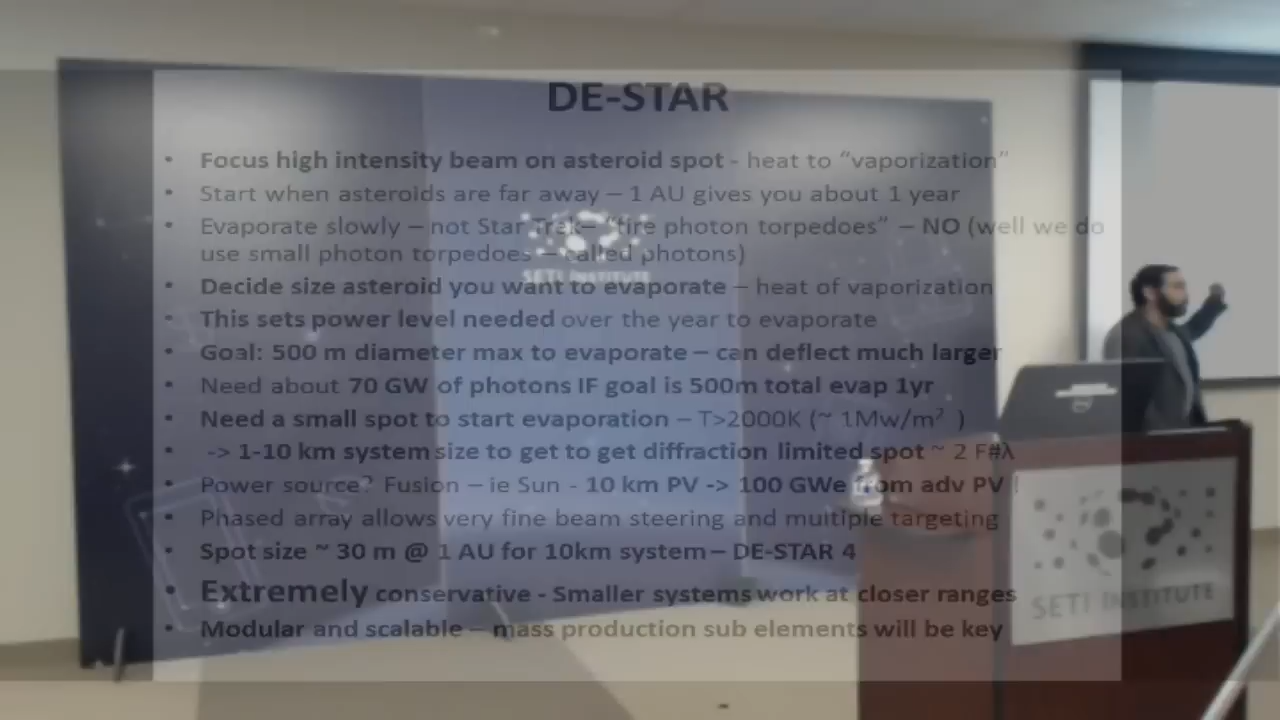 DE-STAR
• Focus high intensity beam on asteroid spot - heat to “vaporization”
• Start when asteroids are far away – 1 AU gives you about 1 year
• Evaporate slowly – not Star Trek– “fire photon torpedoes” – NO (well we do
use small photon torpedoes – called photons)
SETI INSTITUTE
• Decide size asteroid you want to evaporate – heat of vaporization
• This sets power level needed over the year to evaporate
• Goal: 500 m diameter max to evaporate – can deflect much larger
• Need about 70 GW of photons IF goal is 500m total evap 1yr
• Need a small spot to start evaporation – T>2000K (~ 1Mw/m² )
• -> 1-10 km system size to get to get diffraction limited spot ~ 2 F#λ
• Power source? Fusion – ie Sun - 10 km PV -> 100 GWe from adv PV !
• Phased array allows very fine beam steering and multiple targeting
• Spot size ~ 30 m @ 1 AU for 10km system – DE-STAR 4
• Extremely conservative - Smaller systems work at closer ranges
• Modular and scalable – mass production sub elements will be key
SETI INSTITUTE